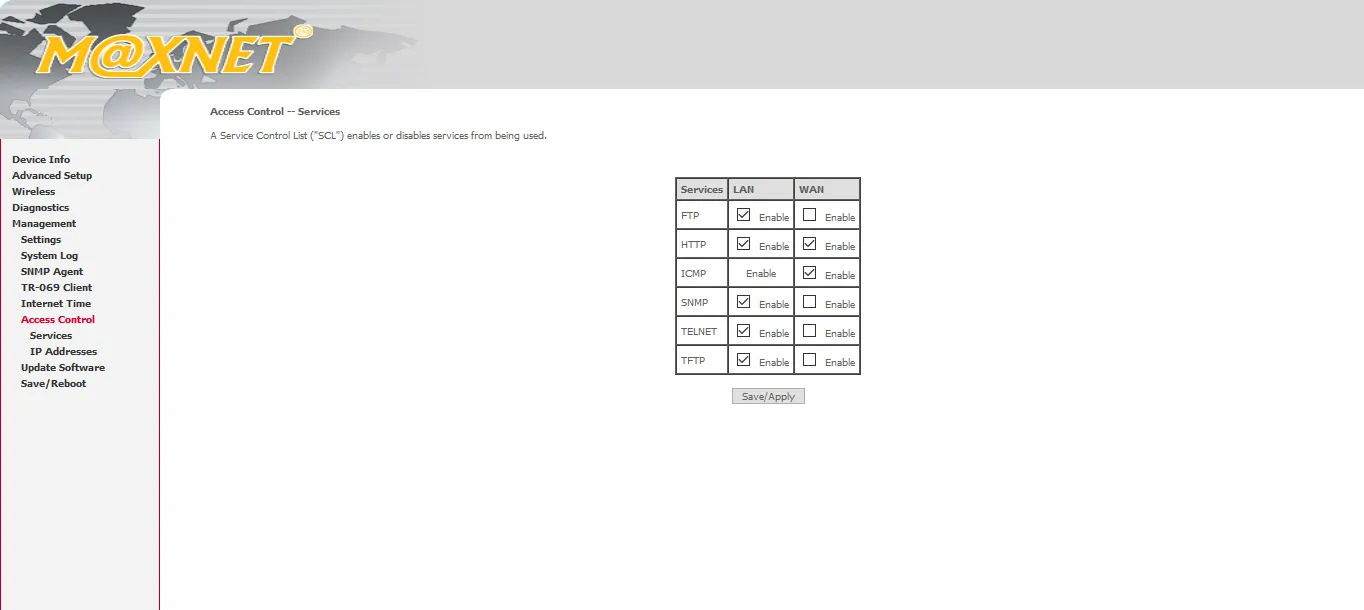 M@XNET®
Access Control -- Services
A Service Control List ("SCL") enables or disables services from being used.
Device Info
Advanced Setup
Wireless
Diagnostics
Management
Settings
System Log
SNMP Agent
TR-069 Client
Internet Time
Access Control
Services
IP Addresses
Update Software
Save/Reboot
Services LAN WAN
FTP Enable Enable
HTTP Enable Enable
ICMP Enable Enable
SNMP Enable Enable
TELNET Enable Enable
TFTP Enable Enable
Save/Apply